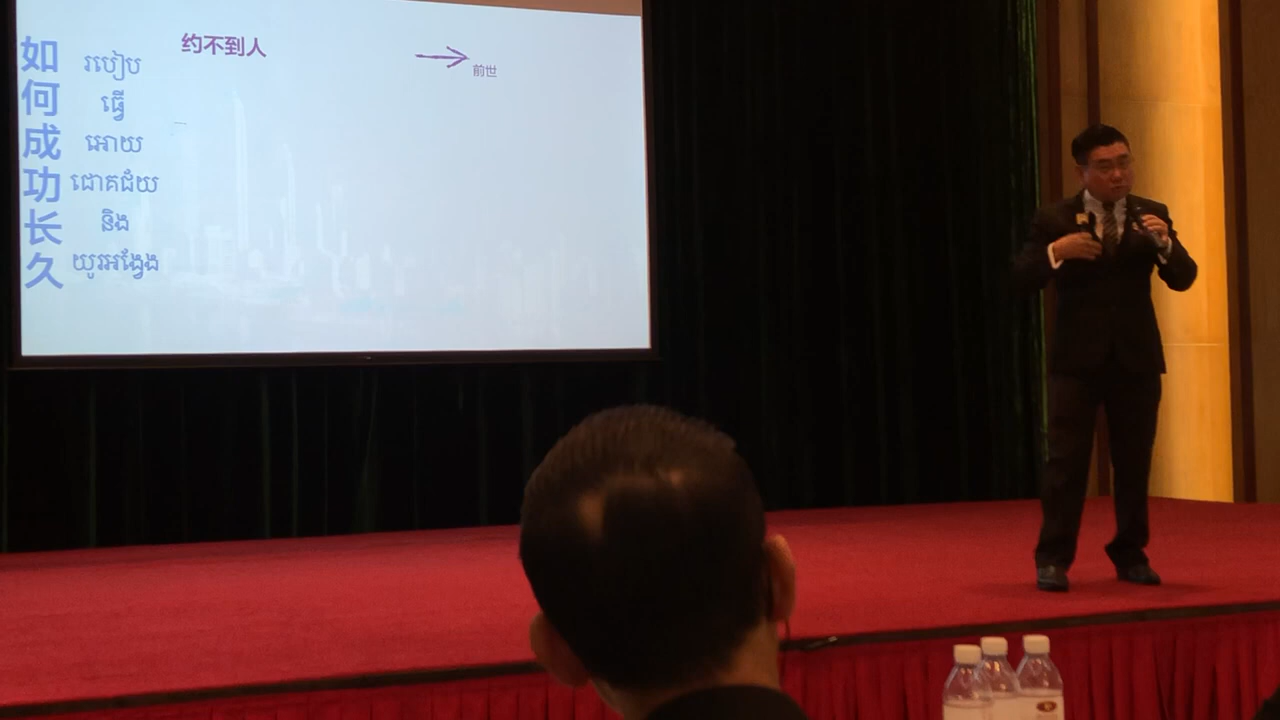 如何成功长久
របៀប
ធ្វើ
អោយ
ជោគជ័យ
និង
យូរអង្វែង
约不到人
前世